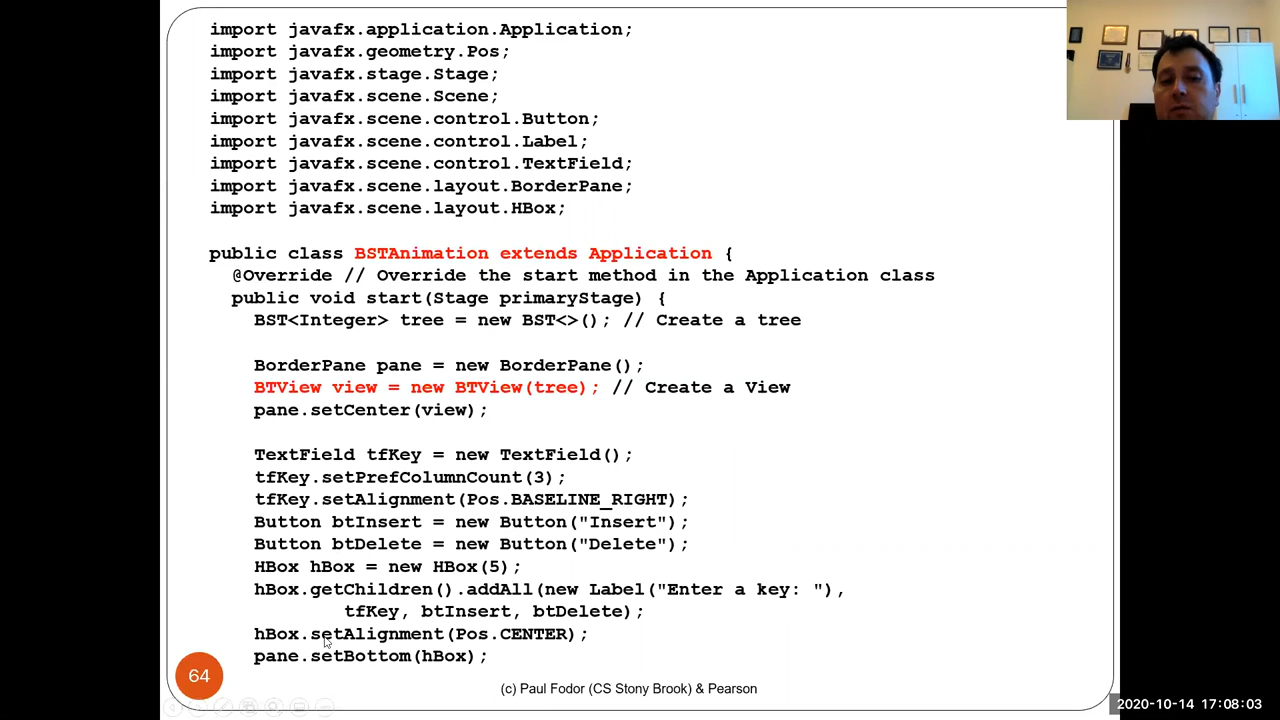 import javafx.application.Application;
import javafx.geometry.Pos;
import javafx.stage.Stage;
import javafx.scene.Scene;
import javafx.scene.control.Button;
import javafx.scene.control.Label;
import javafx.scene.control.TextField;
import javafx.scene.layout.BorderPane;
import javafx.scene.layout.HBox;
public class BSTAnimation extends Application {
@Override // Override the start method in the Application class
public void start(Stage primaryStage) {
BST<Integer> tree = new BST<>(); // Create a tree
BorderPane pane = new BorderPane();
BTView view = new BTView(tree); // Create a View
pane.setCenter(view);
TextField tfKey = new TextField();
tfKey.setPrefColumnCount(3);
tfKey.setAlignment(Pos.BASELINE_RIGHT);
Button btInsert = new Button("Insert");
Button btDelete = new Button("Delete");
HBox hBox = new HBox(5);
hBox.getChildren().addAll(new Label("Enter a key: "),
tfKey, btInsert, btDelete);
hBox.setAlignment(Pos.CENTER);
pane.setBottom(hBox);
64
(c) Paul Fodor (CS Stony Brook) & Pearson
2020-10-14 17:08:03